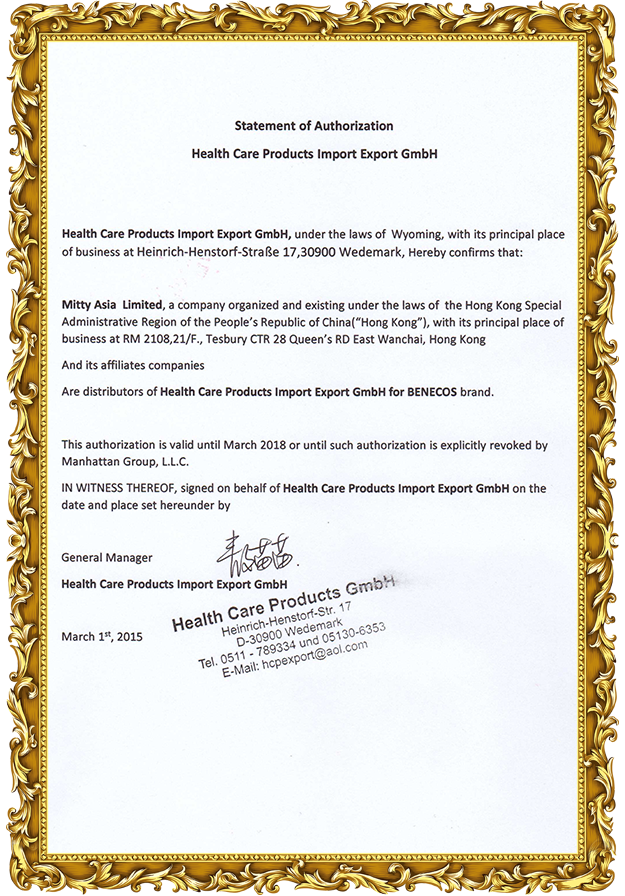 Statement of Authorization
Health Care Products Import Export GmbH
Health Care Products Import Export GmbH, under the laws of Wyoming, with its principal place
of business at Heinrich-Henstorf-Straße 17,30900 Wedemark, Hereby confirms that:
Mitty Asia Limited, a company organized and existing under the laws of the Hong Kong Special
Administrative Region of the People's Republic of China("Hong Kong"), with its principal place of
business at RM 2108,21/F., Tesbury CTR 28 Queen's RD East Wanchai, Hong Kong
And its affiliates companies
Are distributors of Health Care Products Import Export GmbH for BENECOS brand.
This authorization is valid until March 2018 or until such authorization is explicitly revoked by
Manhattan Group, L.L.C.
IN WITNESS THEREOF, signed on behalf of Health Care Products Import Export GmbH on the
date and place set hereunder by
General Manager
Health Care Products Import Export GmbH
March 1st, 2015
Health Care Products GmbH
Heinrich-Henstorf-Str. 17
D-30900 Wedemark
Tel. 0511 - 789334 und 05130-6353
E-Mail: hcpexport@aol.com